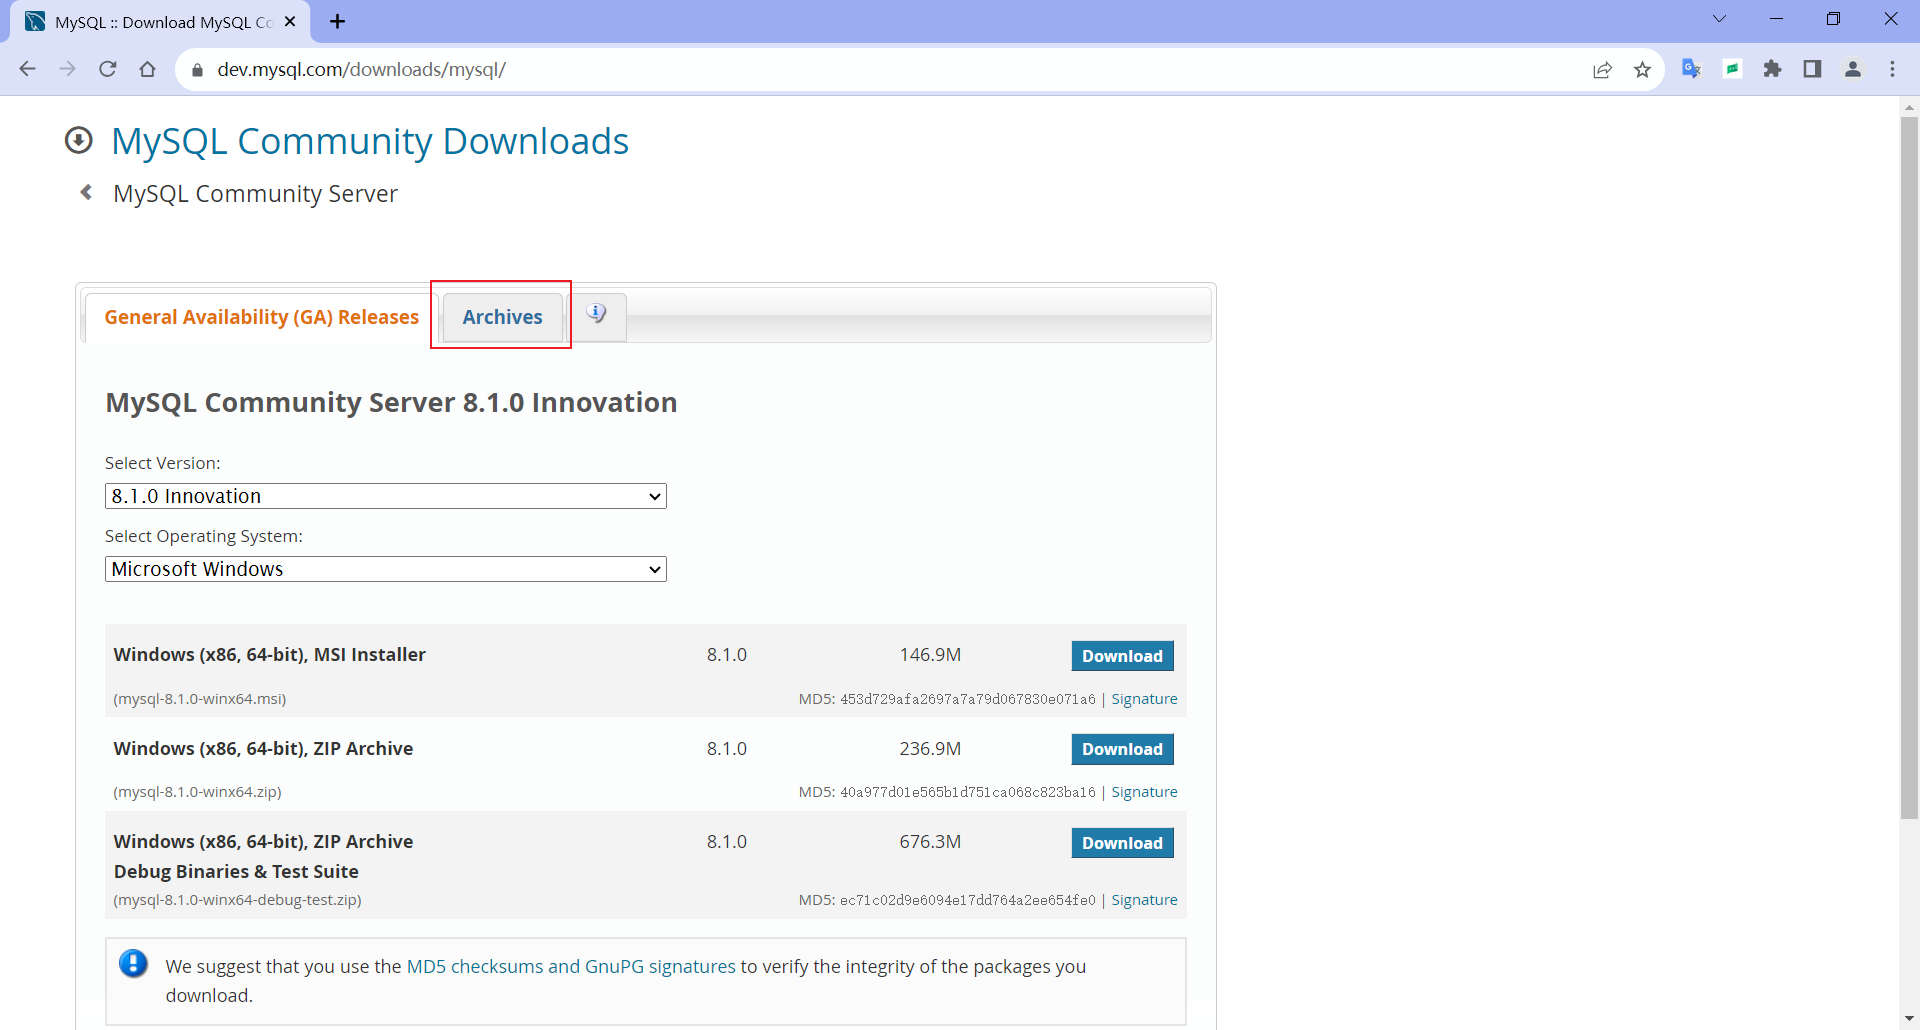 MySQL :: Download MySQL Co
dev.mysql.com/downloads/mysql/
MySQL Community Downloads
MySQL Community Server
General Availability (GA) Releases
Archives
MySQL Community Server 8.1.0 Innovation
Select Version:
8.1.0 Innovation
Select Operating System:
Microsoft Windows
Windows (x86, 64-bit), MSI Installer 8.1.0 146.9M Download
(mysql-8.1.0-winx64.msi) MD5: 453d729afa2697a7a79d067830e071a6 | Signature
Windows (x86, 64-bit), ZIP Archive 8.1.0 236.9M Download
(mysql-8.1.0-winx64.zip) MD5: 40a977d01e565b1d751ca068c823ba16 | Signature
Windows (x86, 64-bit), ZIP Archive 8.1.0 676.3M Download
Debug Binaries & Test Suite
(mysql-8.1.0-winx64-debug-test.zip) MD5: ec71c02d9e6094e17dd764a2ee654fe0 | Signature
We suggest that you use the MD5 checksums and GnuPG signatures to verify the integrity of the packages you
download.